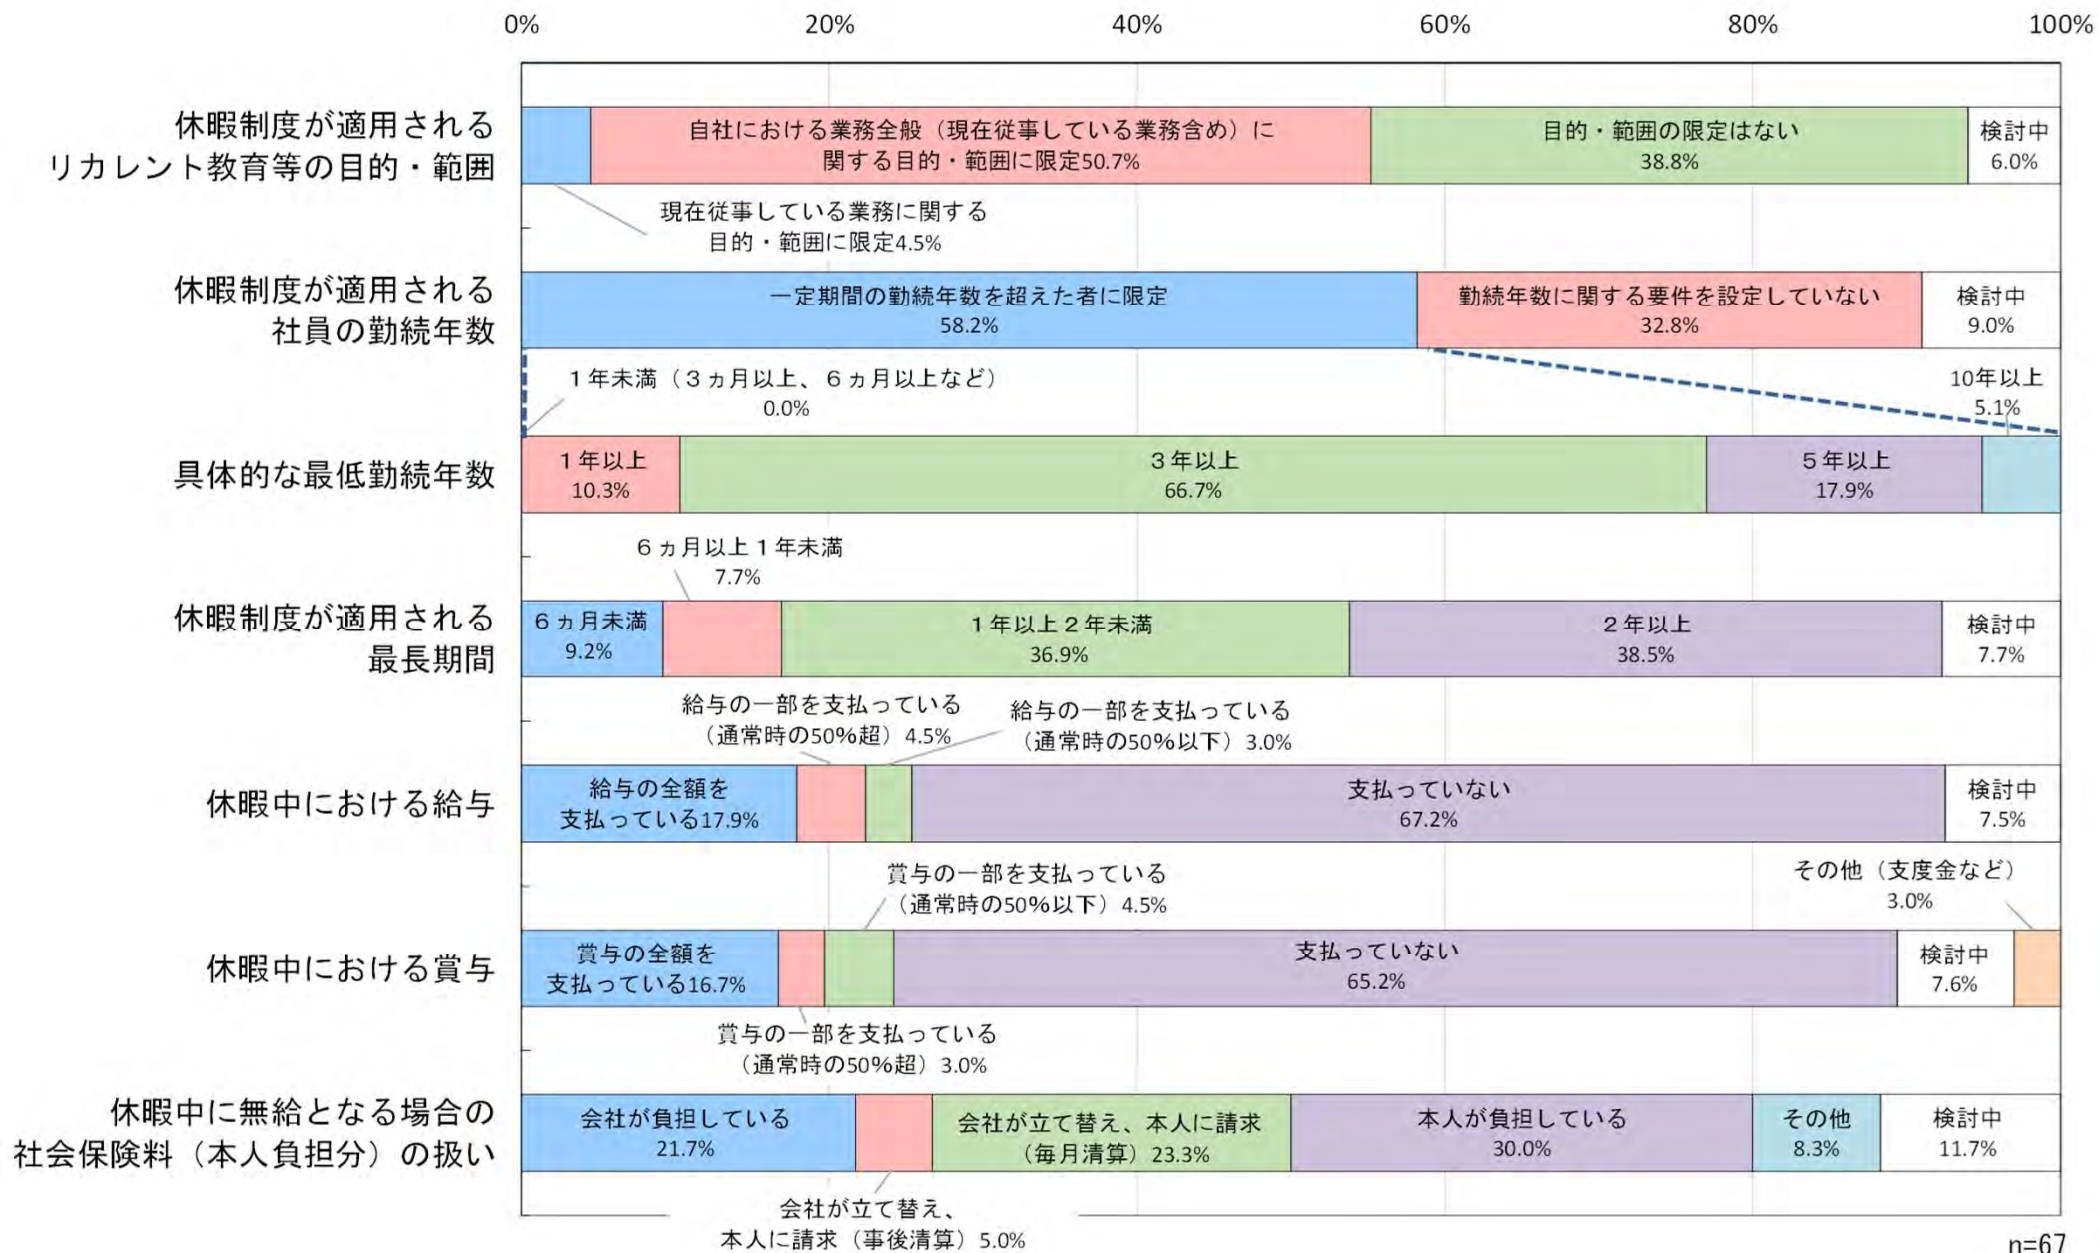 0% 20% 40% 60% 80% 100%
休暇制度が適用される
リカレント教育等の目的・範囲
自社における業務全般（現在従事している業務含め）に
関する目的・範囲に限定50.7%
目的・範囲の限定はない
38.8%
検討中
6.0%
現在従事している業務に関する
目的・範囲に限定4.5%
休暇制度が適用される
社員の勤続年数
一定期間の勤続年数を超えた者に限定
58.2%
勤続年数に関する要件を設定していない
32.8%
検討中
9.0%
１年未満（３ヵ月以上、６ヵ月以上など）
0.0%
10年以上
5.1%
具体的な最低勤続年数
１年以上
10.3%
３年以上
66.7%
５年以上
17.9%
６ヵ月以上１年未満
7.7%
休暇制度が適用される
最長期間
６ヵ月未満
9.2%
１年以上２年未満
36.9%
２年以上
38.5%
検討中
7.7%
給与の一部を支払っている
（通常時の50%超）4.5%
給与の一部を支払っている
（通常時の50%以下）3.0%
休暇中における給与
給与の全額を
支払っている17.9%
支払っていない
67.2%
検討中
7.5%
賞与の一部を支払っている
（通常時の50%以下）4.5%
その他（支度金など）
3.0%
休暇中における賞与
賞与の全額を
支払っている16.7%
支払っていない
65.2%
検討中
7.6%
賞与の一部を支払っている
（通常時の50%超）3.0%
休暇中に無給となる場合の
社会保険料（本人負担分）の扱い
会社が負担している
21.7%
会社が立て替え、本人に請求
（毎月清算）23.3%
本人が負担している
30.0%
その他
8.3%
検討中
11.7%
会社が立て替え、
本人に請求（事後清算）5.0%
n=67